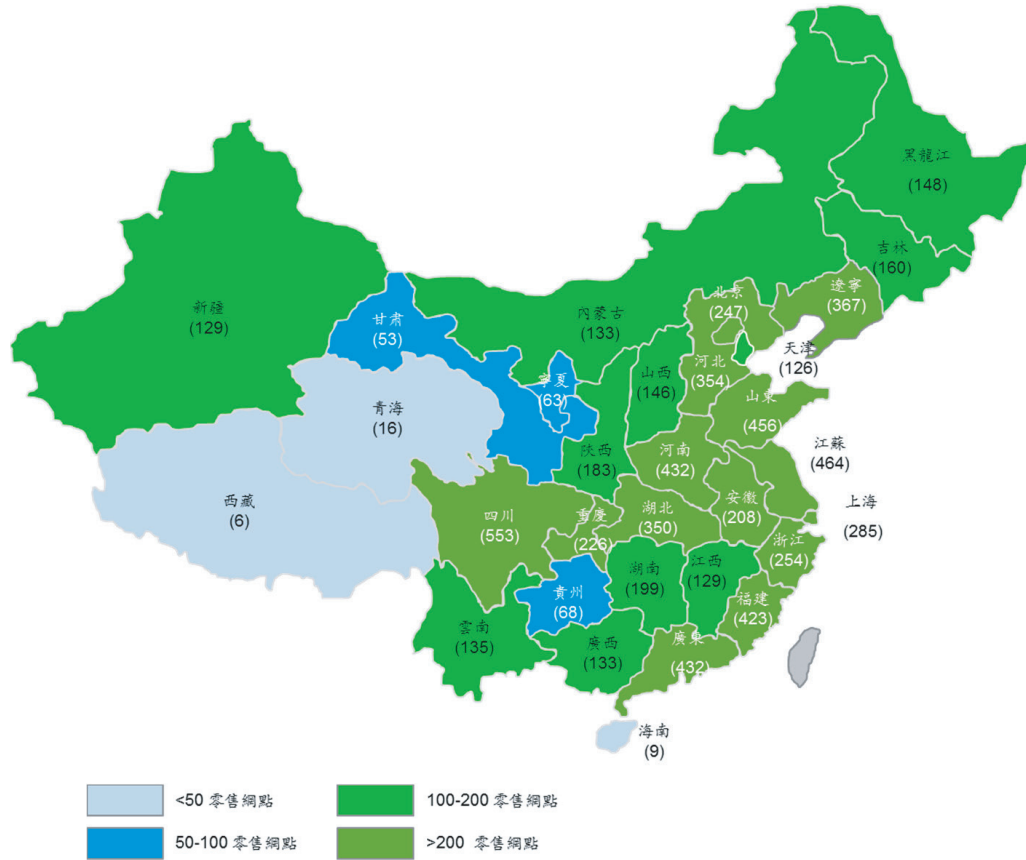 黑龍江
(148)
吉林
(160)
遼寧
(367)
北京
(247)
內蒙古
(133)
新疆
(129)
甘肅
(53)
天津
(126)
河北
(354)
山西
(146)
寧夏
(63)
山東
(456)
青海
(16)
江蘇
(464)
河南
(432)
陝西
(183)
上海
(285)
安徽
(208)
西藏
(6)
四川
(553)
重慶
(226)
湖北
(350)
浙江
(254)
湖南
(199)
江西
(129)
貴州
(68)
福建
(423)
雲南
(135)
廣西
(133)
廣東
(432)
海南
(9)
<50 零售網點
100-200 零售網點
50-100 零售網點
>200 零售網點